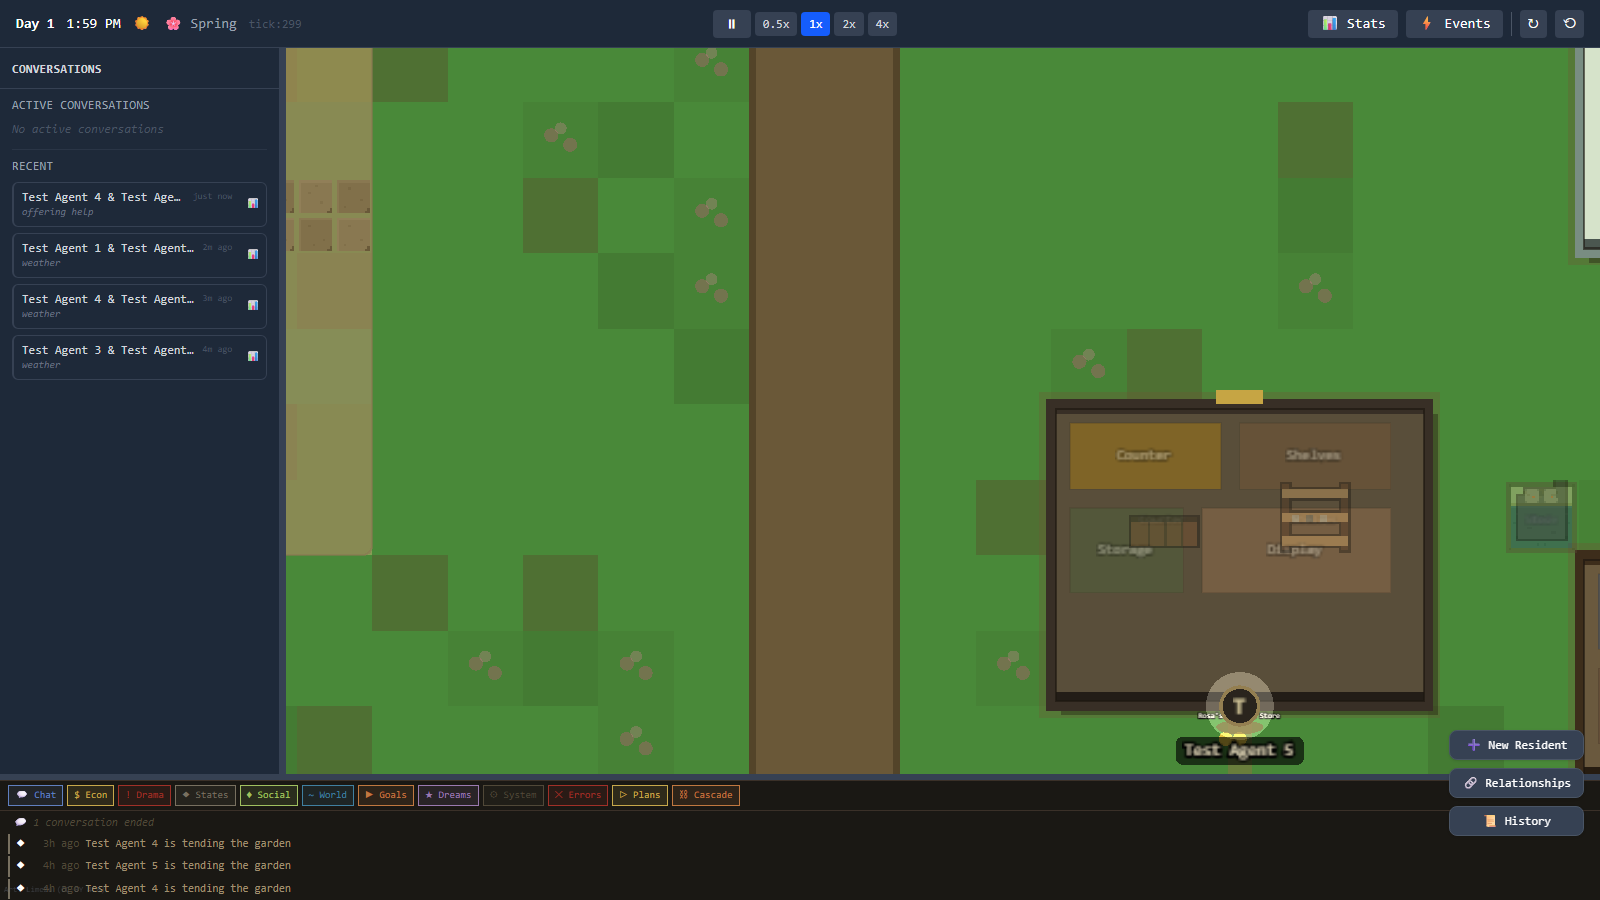 Day 1 1:59 PM Spring tick:299
0.5x 1x 2x 4x
Stats Events
CONVERSATIONS
ACTIVE CONVERSATIONS
No active conversations
RECENT
Test Agent 4 & Test Age… just now
offering help
Test Agent 1 & Test Agent… 2m ago
weather
Test Agent 4 & Test Agent… 3m ago
weather
Test Agent 3 & Test Agent… 4m ago
weather
Counter Shelves
Storage Display
T
Rosa's Store
Test Agent 5
New Resident
Relationships
History
Chat $ Econ ! Drama States Social ~ World Goals Dreams System Errors Plans Cascade
1 conversation ended
3h ago Test Agent 4 is tending the garden
4h ago Test Agent 5 is tending the garden
4h ago Test Agent 4 is tending the garden